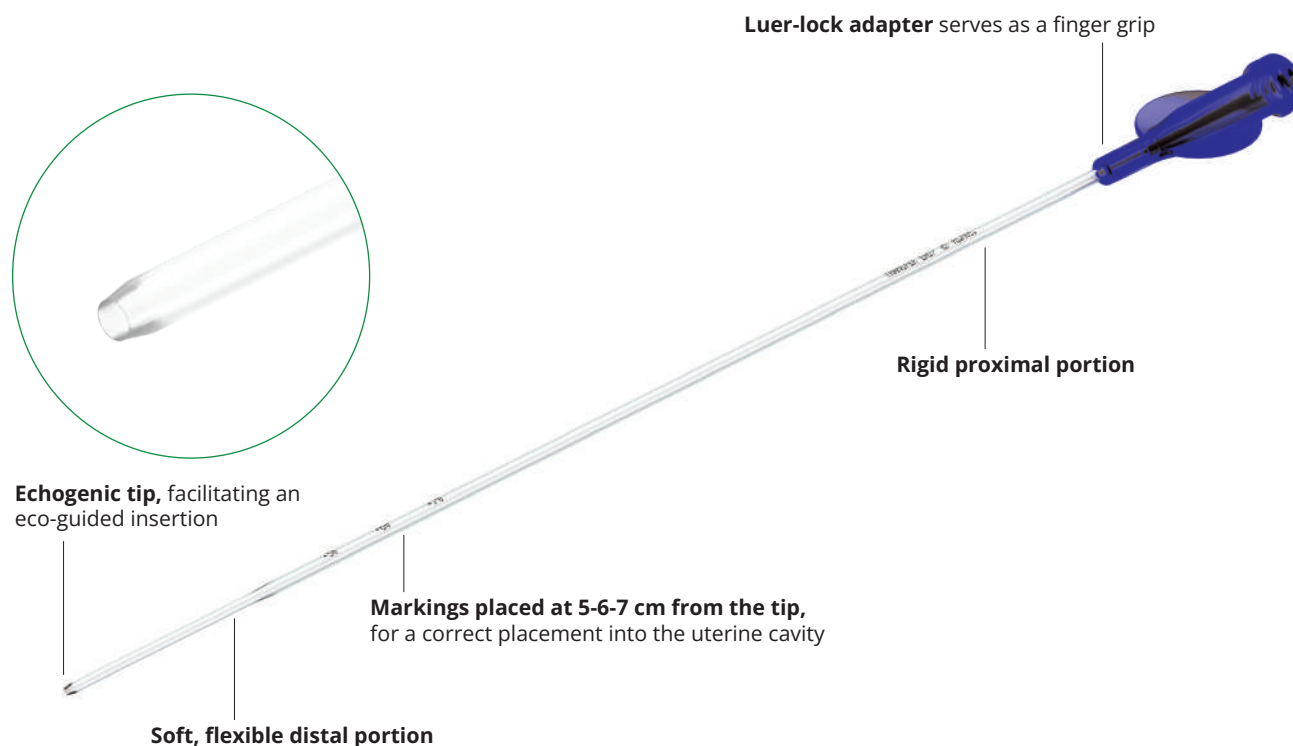 Luer-lock adapter serves as a finger grip
Rigid proximal portion
Echogenic tip, facilitating an
eco-guided insertion
Markings placed at 5-6-7 cm from the tip,
for a correct placement into the uterine cavity
Soft, flexible distal portion